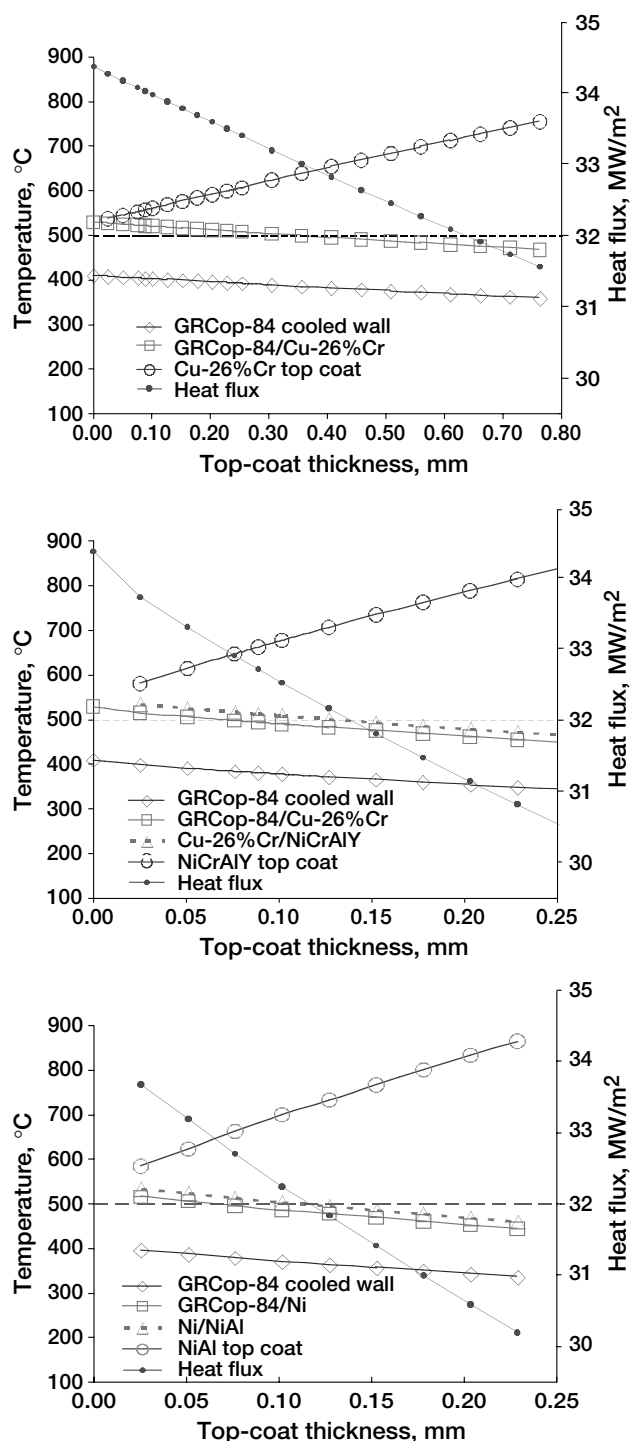 35
900
800
700
600
500
400
300
200
100
34
33
32
31
30
Temperature, °C
Heat flux, MW/m2
GRCop-84 cooled wall
GRCop-84/Cu-26%Cr
Cu-26%Cr top coat
Heat flux
0.00 0.10 0.20 0.30 0.40 0.50 0.60 0.70 0.80
Top-coat thickness, mm
35
900
800
700
600
500
400
300
200
100
34
33
32
31
30
Temperature, °C
Heat flux, MW/m2
GRCop-84 cooled wall
GRCop-84/Cu-26%Cr
Cu-26%Cr/NiCrAlY
NiCrAlY top coat
Heat flux
0.00 0.05 0.10 0.15 0.20 0.25
Top-coat thickness, mm
35
900
800
700
600
500
400
300
200
100
34
33
32
31
30
Temperature, °C
Heat flux, MW/m2
GRCop-84 cooled wall
GRCop-84/Ni
Ni/NiAl
NiAl top coat
Heat flux
0.00 0.05 0.10 0.15 0.20 0.25
Top-coat thickness, mm